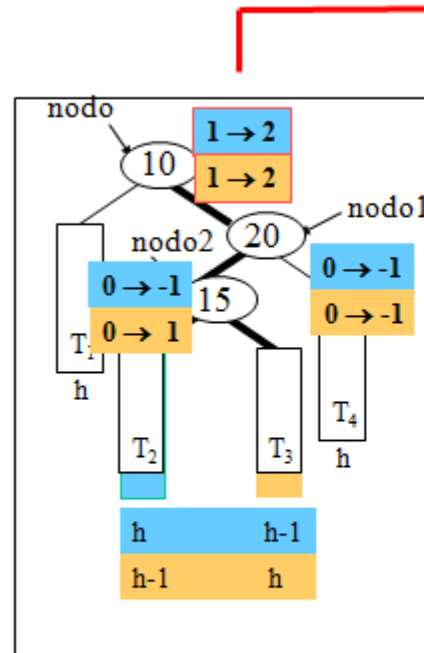 nodo
1 → 2
10
1 → 2
nodo1
nodo2
20
0 → -1
0 → -1
15
0 → 1
0 → -1
T₁
h
T₂
T₃
T₄
h
h h-1
h-1 h